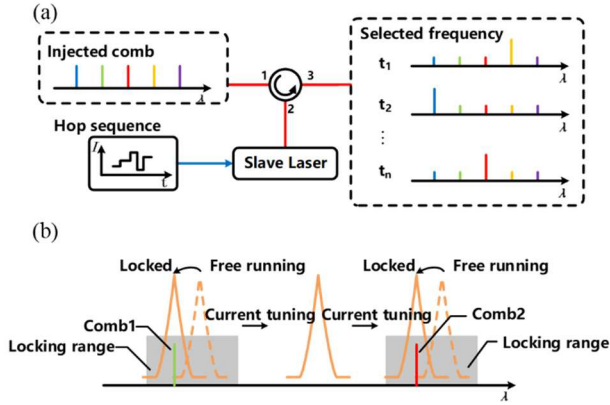 (a)
Injected comb
λ
1
3
2
Hop sequence
I
t
Slave Laser
Selected frequency
t1
λ
t2
λ
⋮
tn
λ
(b)
Locked
Free running
Locked
Free running
Current tuning
Current tuning
Comb1
Comb2
Locking range
Locking range
λ